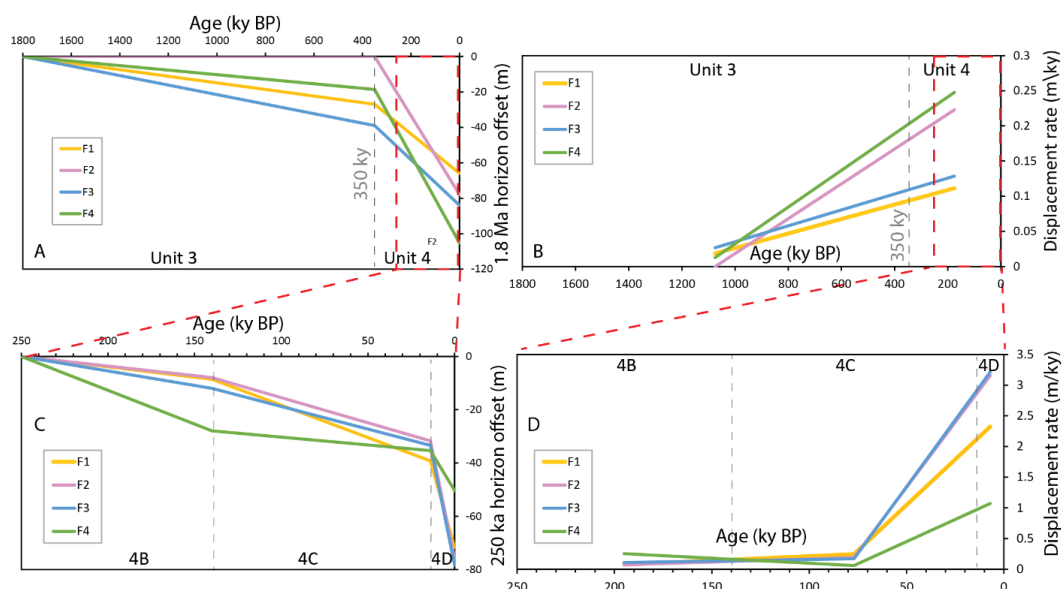 Age (ky BP)
1800 1600 1400 1200 1000 800 600 400 200 0
0
-20
-40
-60
-80
-100
-120
1.8 Ma horizon offset (m)
F1
F2
F3
F4
350 ky
F2
A
Unit 3
Unit 4
Unit 3
Unit 4
0.3
0.25
0.2
0.15
0.1
0.05
0
Displacement rate (m\ky)
F1
F2
F3
F4
350 ky
B
Age (ky BP)
1800 1600 1400 1200 1000 800 600 400 200 0
Age (ky BP)
250 200 150 100 50 0
0
-20
-40
-60
-80
250 ka horizon offset (m)
C
F1
F2
F3
F4
4B
4C
4D
4B
4C
4D
3.5
3
2.5
2
1.5
1
0.5
0
Displacement rate (m/ky)
D
F1
F2
F3
F4
Age (ky BP)
250 200 150 100 50 0